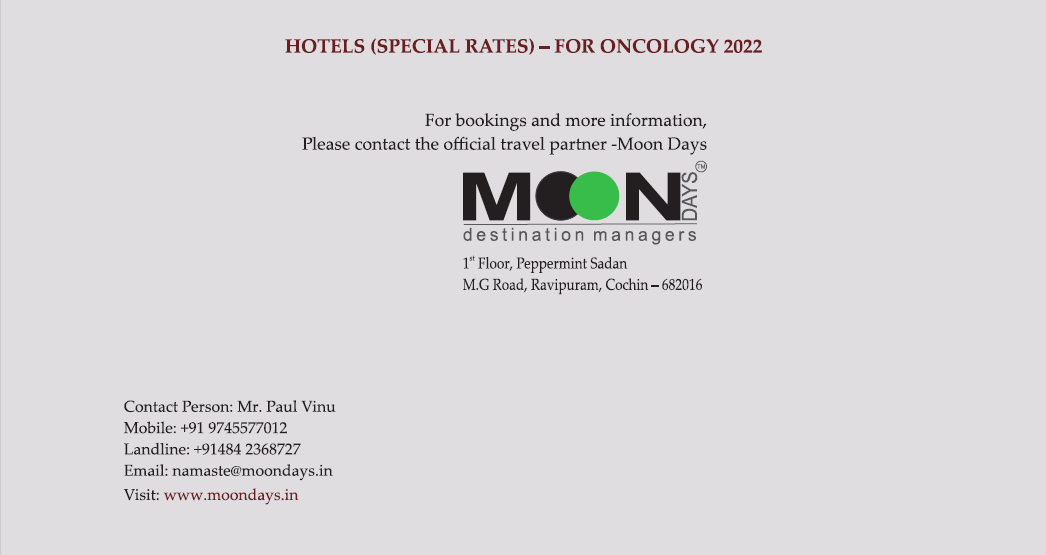 HOTELS (SPECIAL RATES) – FOR ONCOLOGY 2022
For bookings and more information,
Please contact the official travel partner -Moon Days
MOON DAYS TM
destination managers
1st Floor, Peppermint Sadan
M.G Road, Ravipuram, Cochin – 682016
Contact Person: Mr. Paul Vinu
Mobile: +91 9745577012
Landline: +91484 2368727
Email: namaste@moondays.in
Visit: www.moondays.in